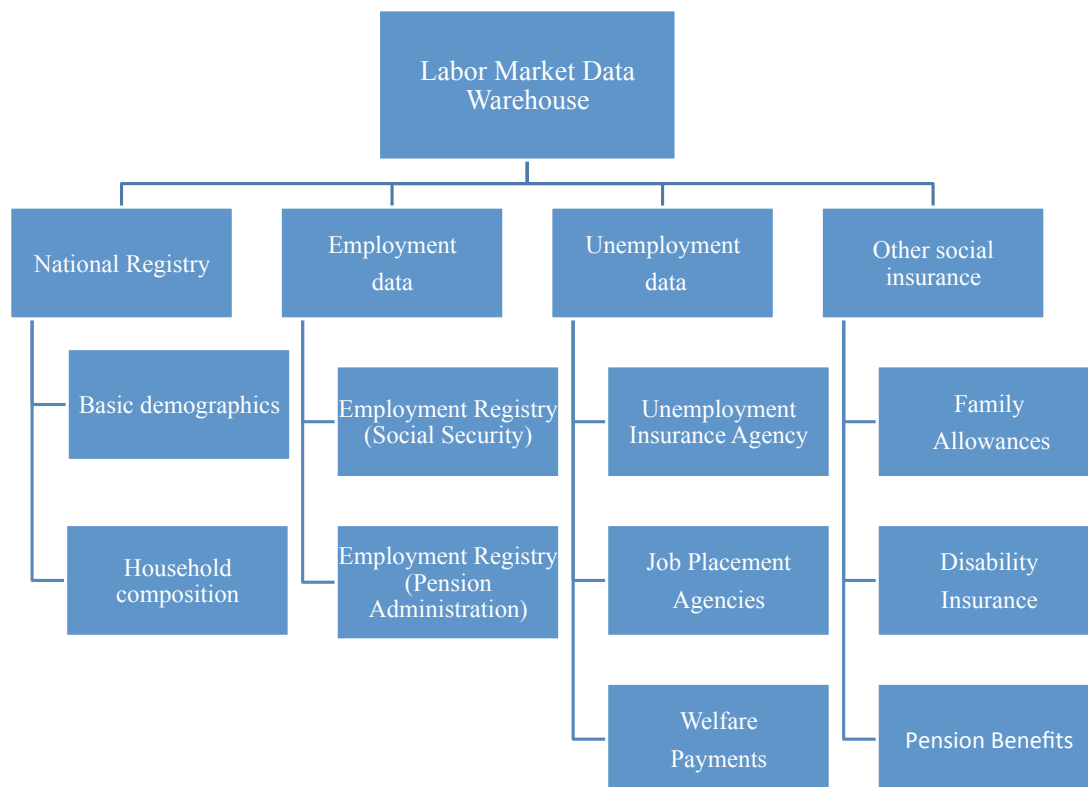 Labor Market Data
Warehouse
National Registry
Employment
data
Unemployment
data
Other social
insurance
Basic demographics
Household
composition
Employment Registry
(Social Security)
Employment Registry
(Pension
Administration)
Unemployment
Insurance Agency
Job Placement
Agencies
Welfare
Payments
Family
Allowances
Disability
Insurance
Pension Benefits